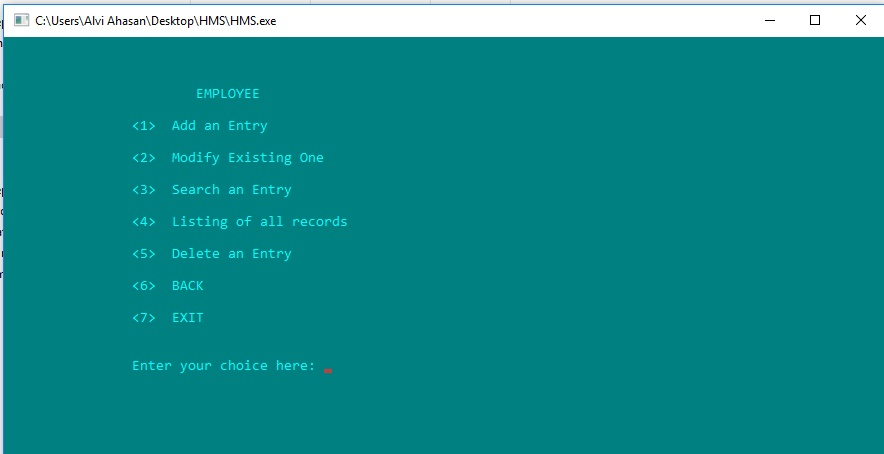 C:\Users\Alvi Ahasan\Desktop\HMS\HMS.exe
EMPLOYEE
<1> Add an Entry
<2> Modify Existing One
<3> Search an Entry
<4> Listing of all records
<5> Delete an Entry
<6> BACK
<7> EXIT
Enter your choice here: